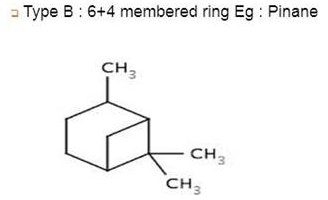 Type B : 6+4 membered ring Eg : Pinane
CH₃
CH₃
CH₃